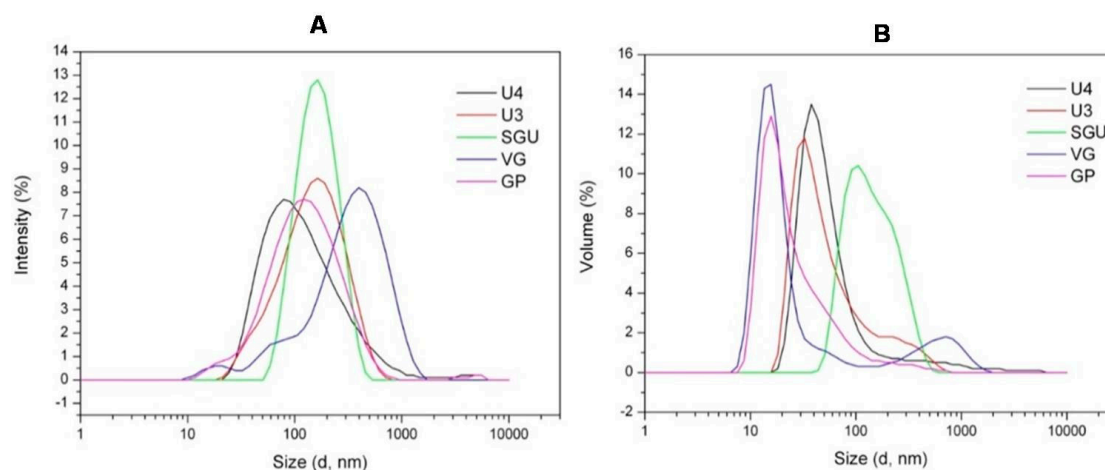 A
B
14
13
12
11
10
9
8
7
6
5
4
3
2
1
0
-1
Intensity (%)
1
10
100
1000
10000
Size (d, nm)
U4
U3
SGU
VG
GP
16
14
12
10
8
6
4
2
0
-2
Volume (%)
1
10
100
1000
10000
Size (d, nm)
U4
U3
SGU
VG
GP